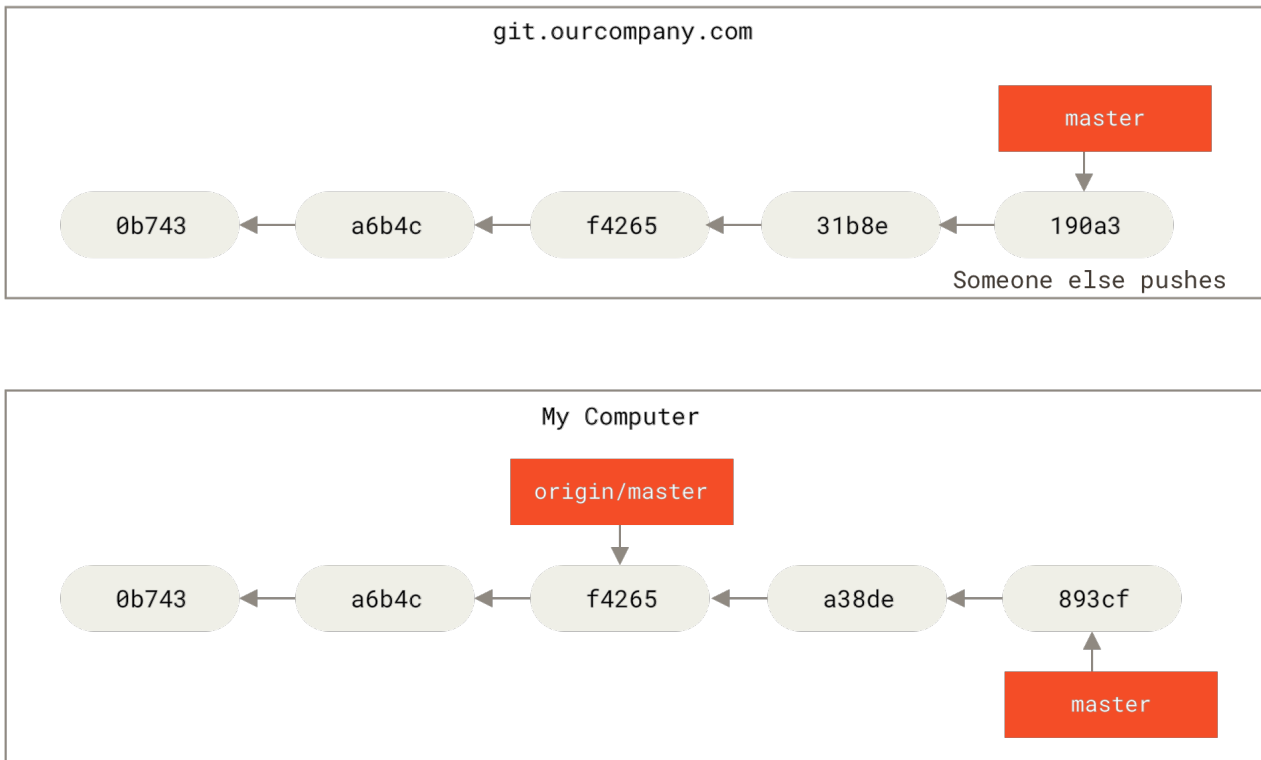 git.ourcompany.com
master
0b743 a6b4c f4265 31b8e 190a3
Someone else pushes
My Computer
origin/master
0b743 a6b4c f4265 a38de 893cf
master